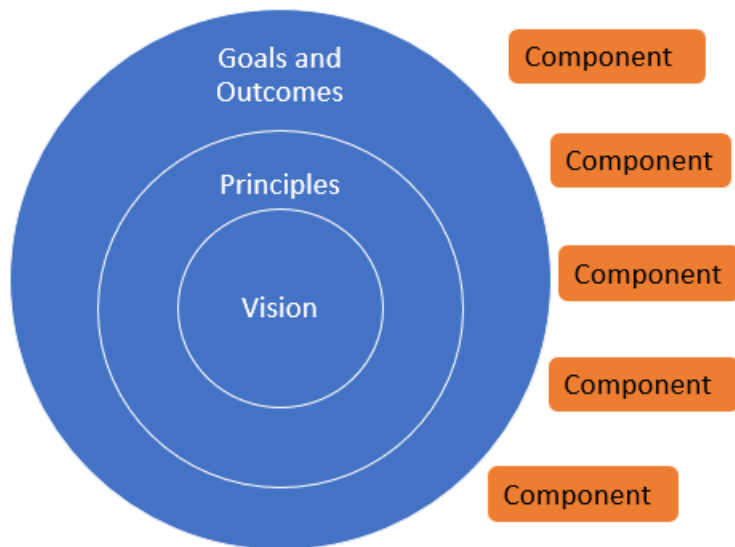 Goals and
Outcomes
Principles
Vision
Component
Component
Component
Component
Component